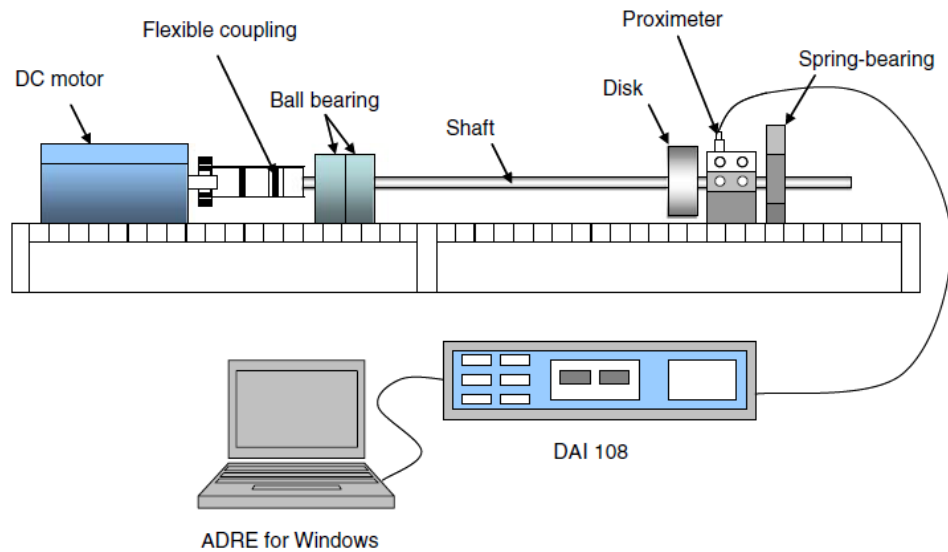 Proximeter
Flexible coupling
Spring-bearing
DC motor
Disk
Ball bearing
Shaft
DAI 108
ADRE for Windows